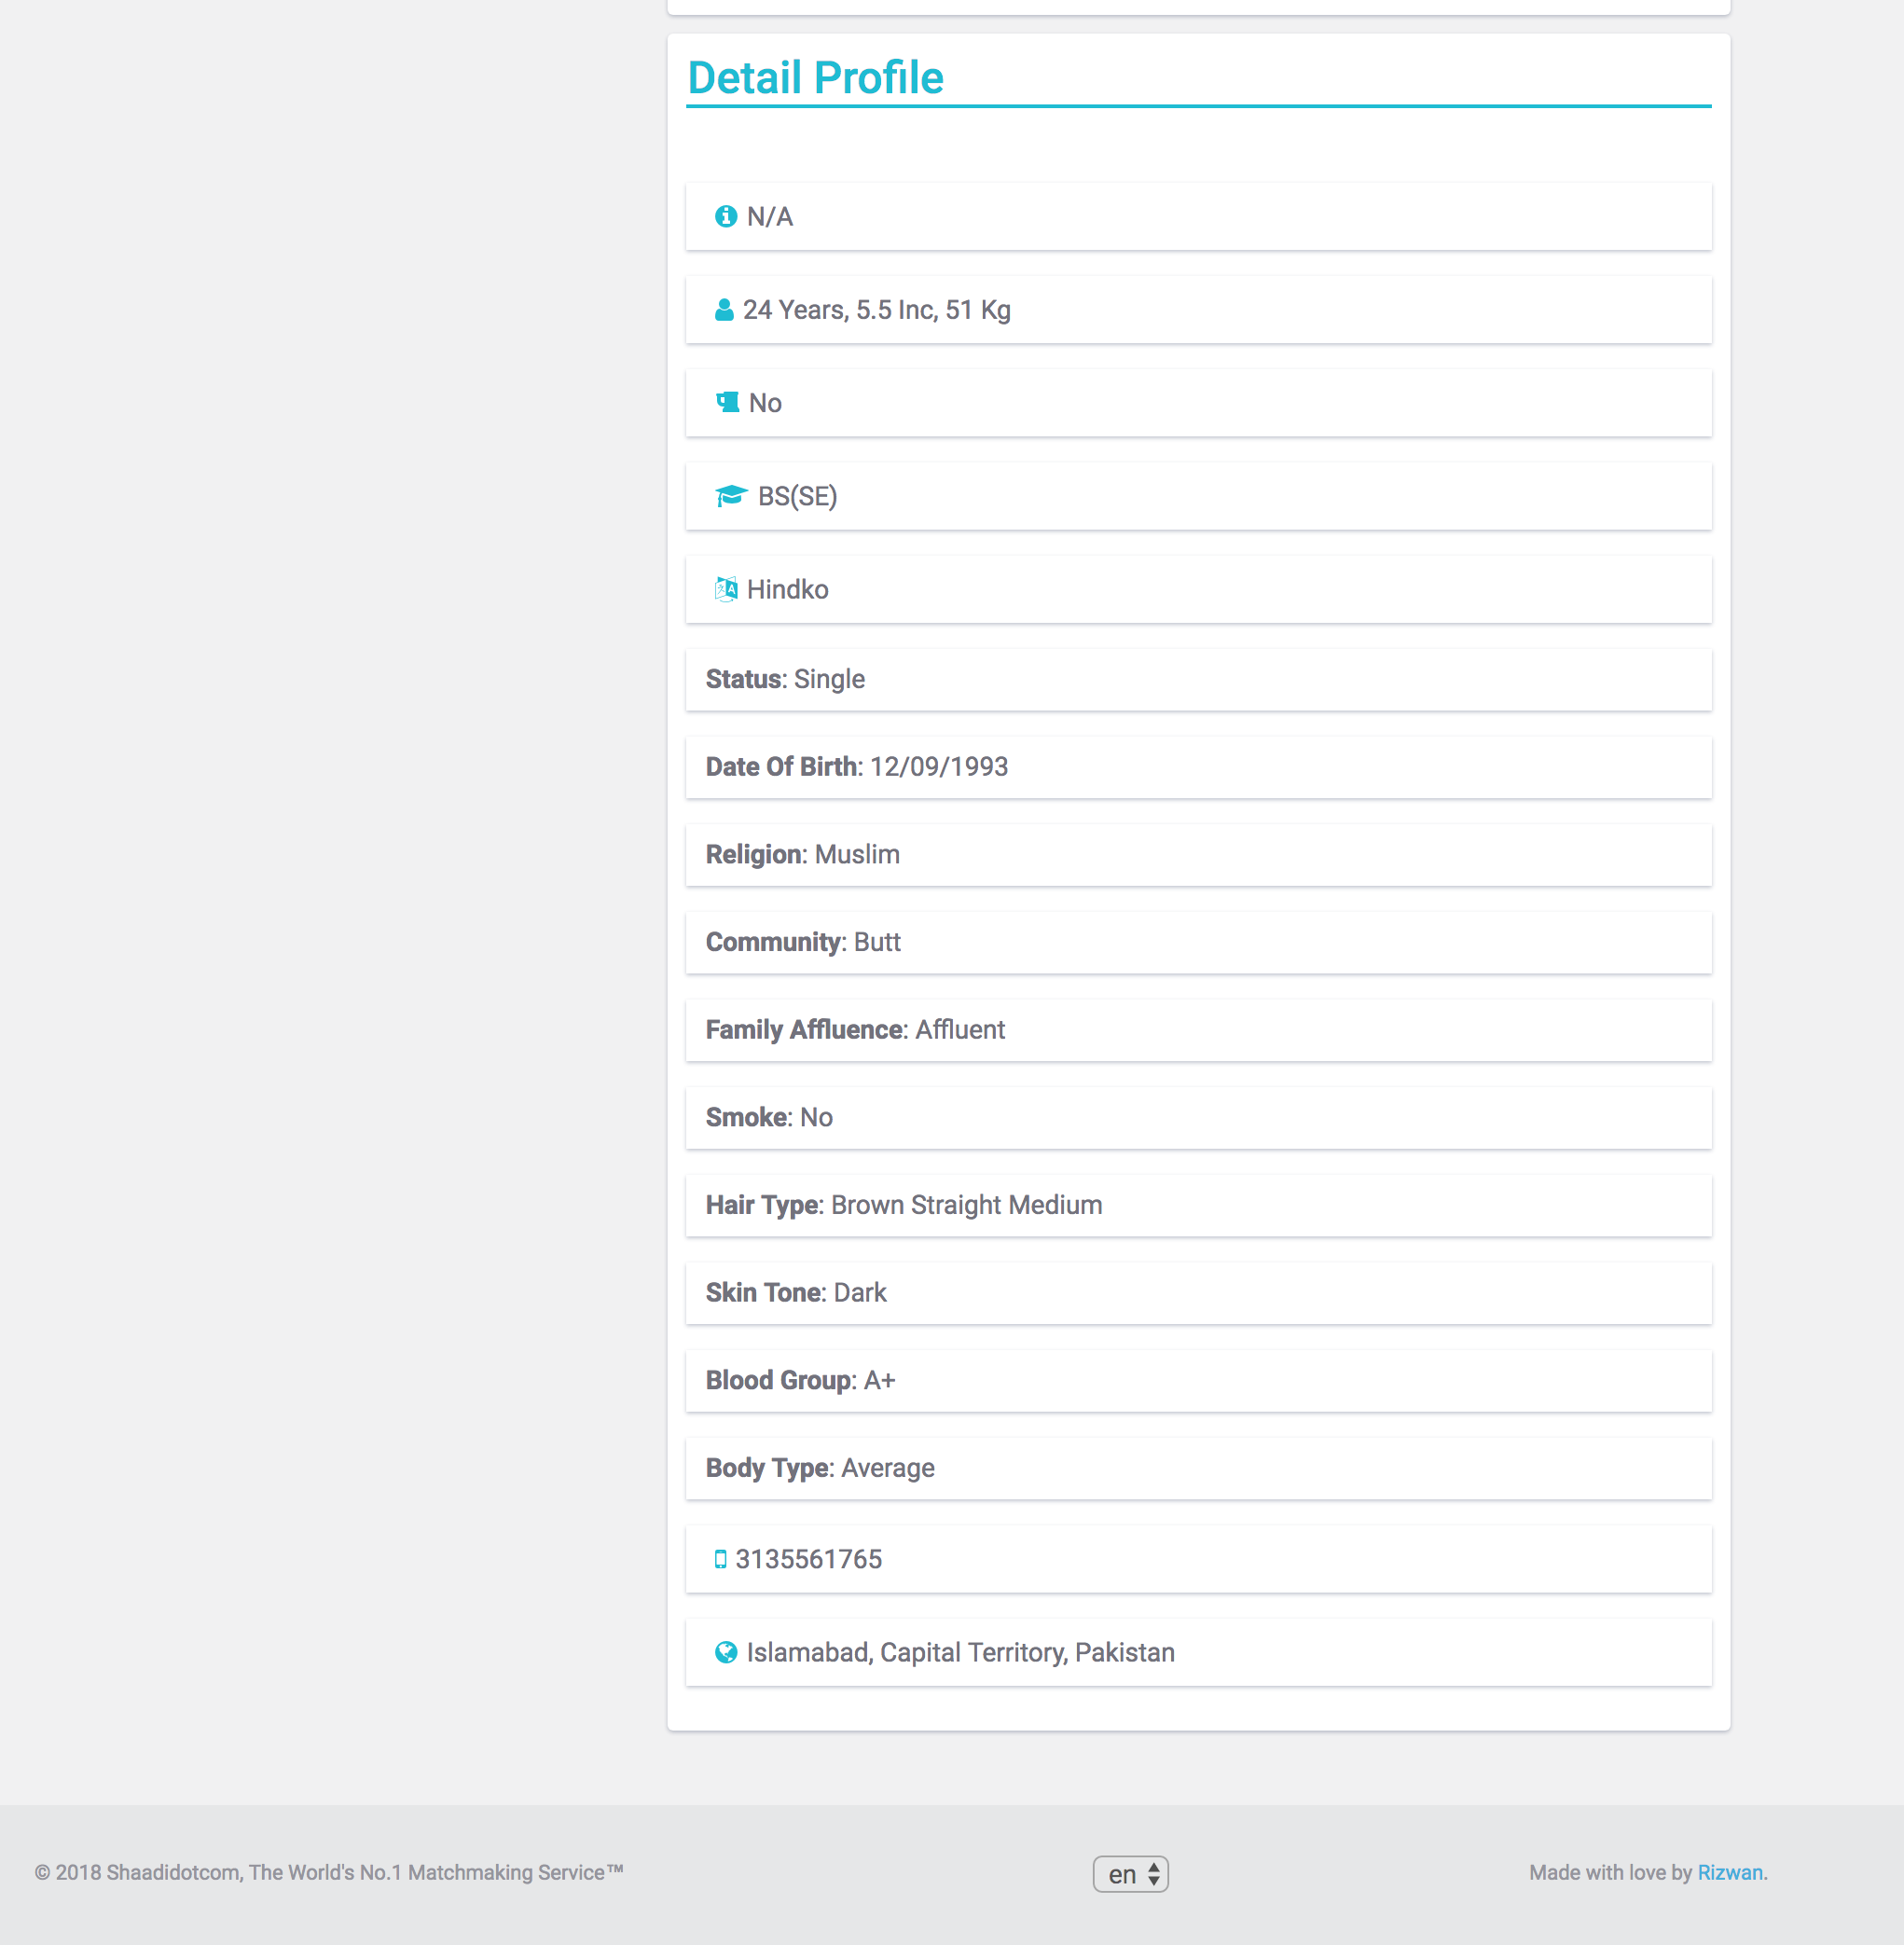 Detail Profile
N/A
24 Years, 5.5 Inc, 51 Kg
No
BS(SE)
Hindko
Status: Single
Date Of Birth: 12/09/1993
Religion: Muslim
Community: Butt
Family Affluence: Affluent
Smoke: No
Hair Type: Brown Straight Medium
Skin Tone: Dark
Blood Group: A+
Body Type: Average
3135561765
Islamabad, Capital Territory, Pakistan
© 2018 Shaadidotcom, The World's No.1 Matchmaking Service™
en
Made with love by Rizwan.